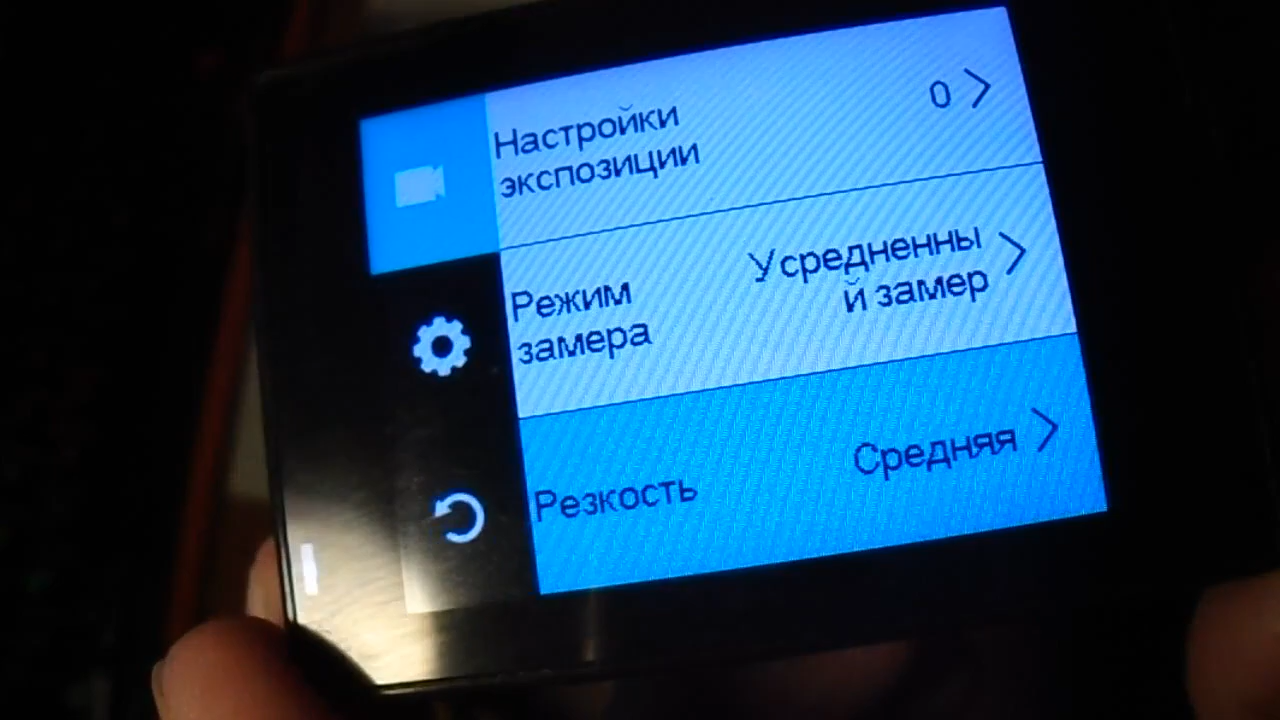 Настройки
экспозиции
0
Режим
замера
Усредненны
й замер
Резкость
Средняя